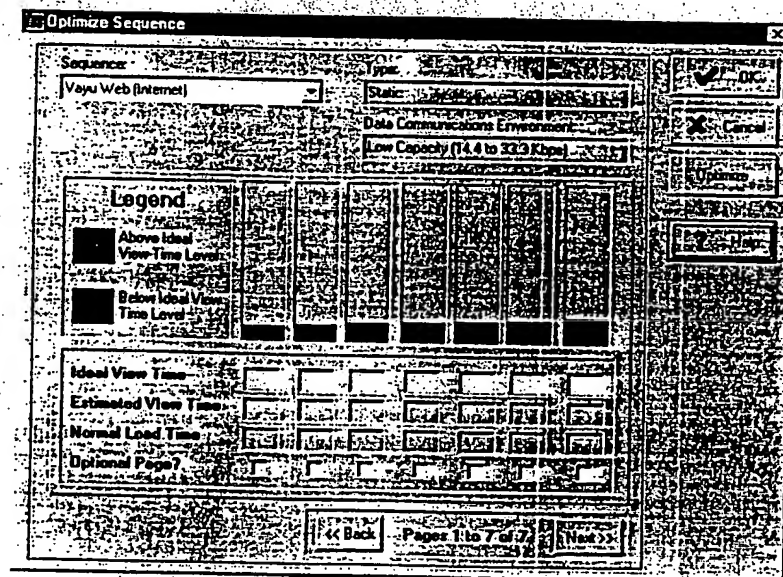 Optimize Sequence
Sequence:
Type:
OK
Vayu Web (Internet)
Static
Data Communications Environment:
Cancel
Low Capacity (14.4 to 33.3 Kbps)
Optimize
Legend
Above Ideal
View-Time Level
Help
Below Ideal View
Time Level
Ideal View Time
Estimated View Time
Normal Load Time
Optional Page?
<< Back
Pages 1 to 7 of 7
Next >>